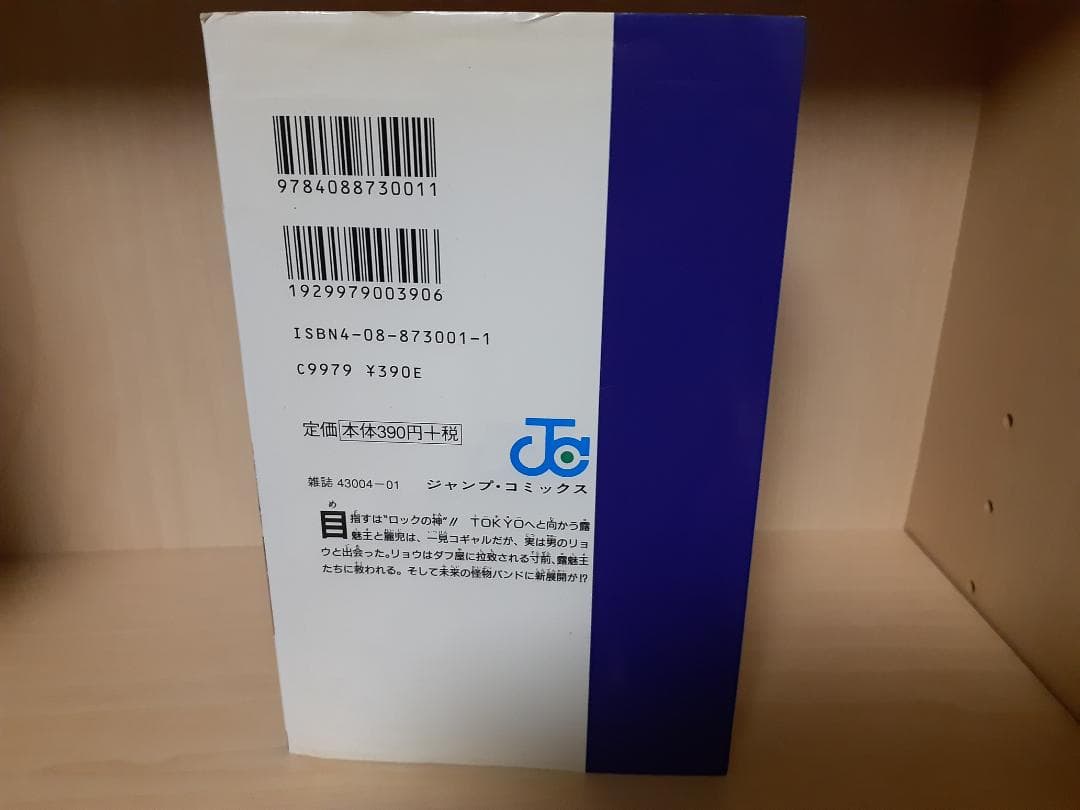 9784088730011
1929979003906
ISBN4-08-873001-1
C9979 ¥390E
定価本体390円+税
JC
雑誌 43004-01 ジャンプ・コミックス
目指すは"ロックの神"!! TOKYOへと向かう露
魅王と麗児は、一見コギャルだが、実は男のリョ
ウと出会った。リョウはダフ屋に拉致される寸前、露魅王
たちに救われる。そして未来の怪物バンドに新展開が!?